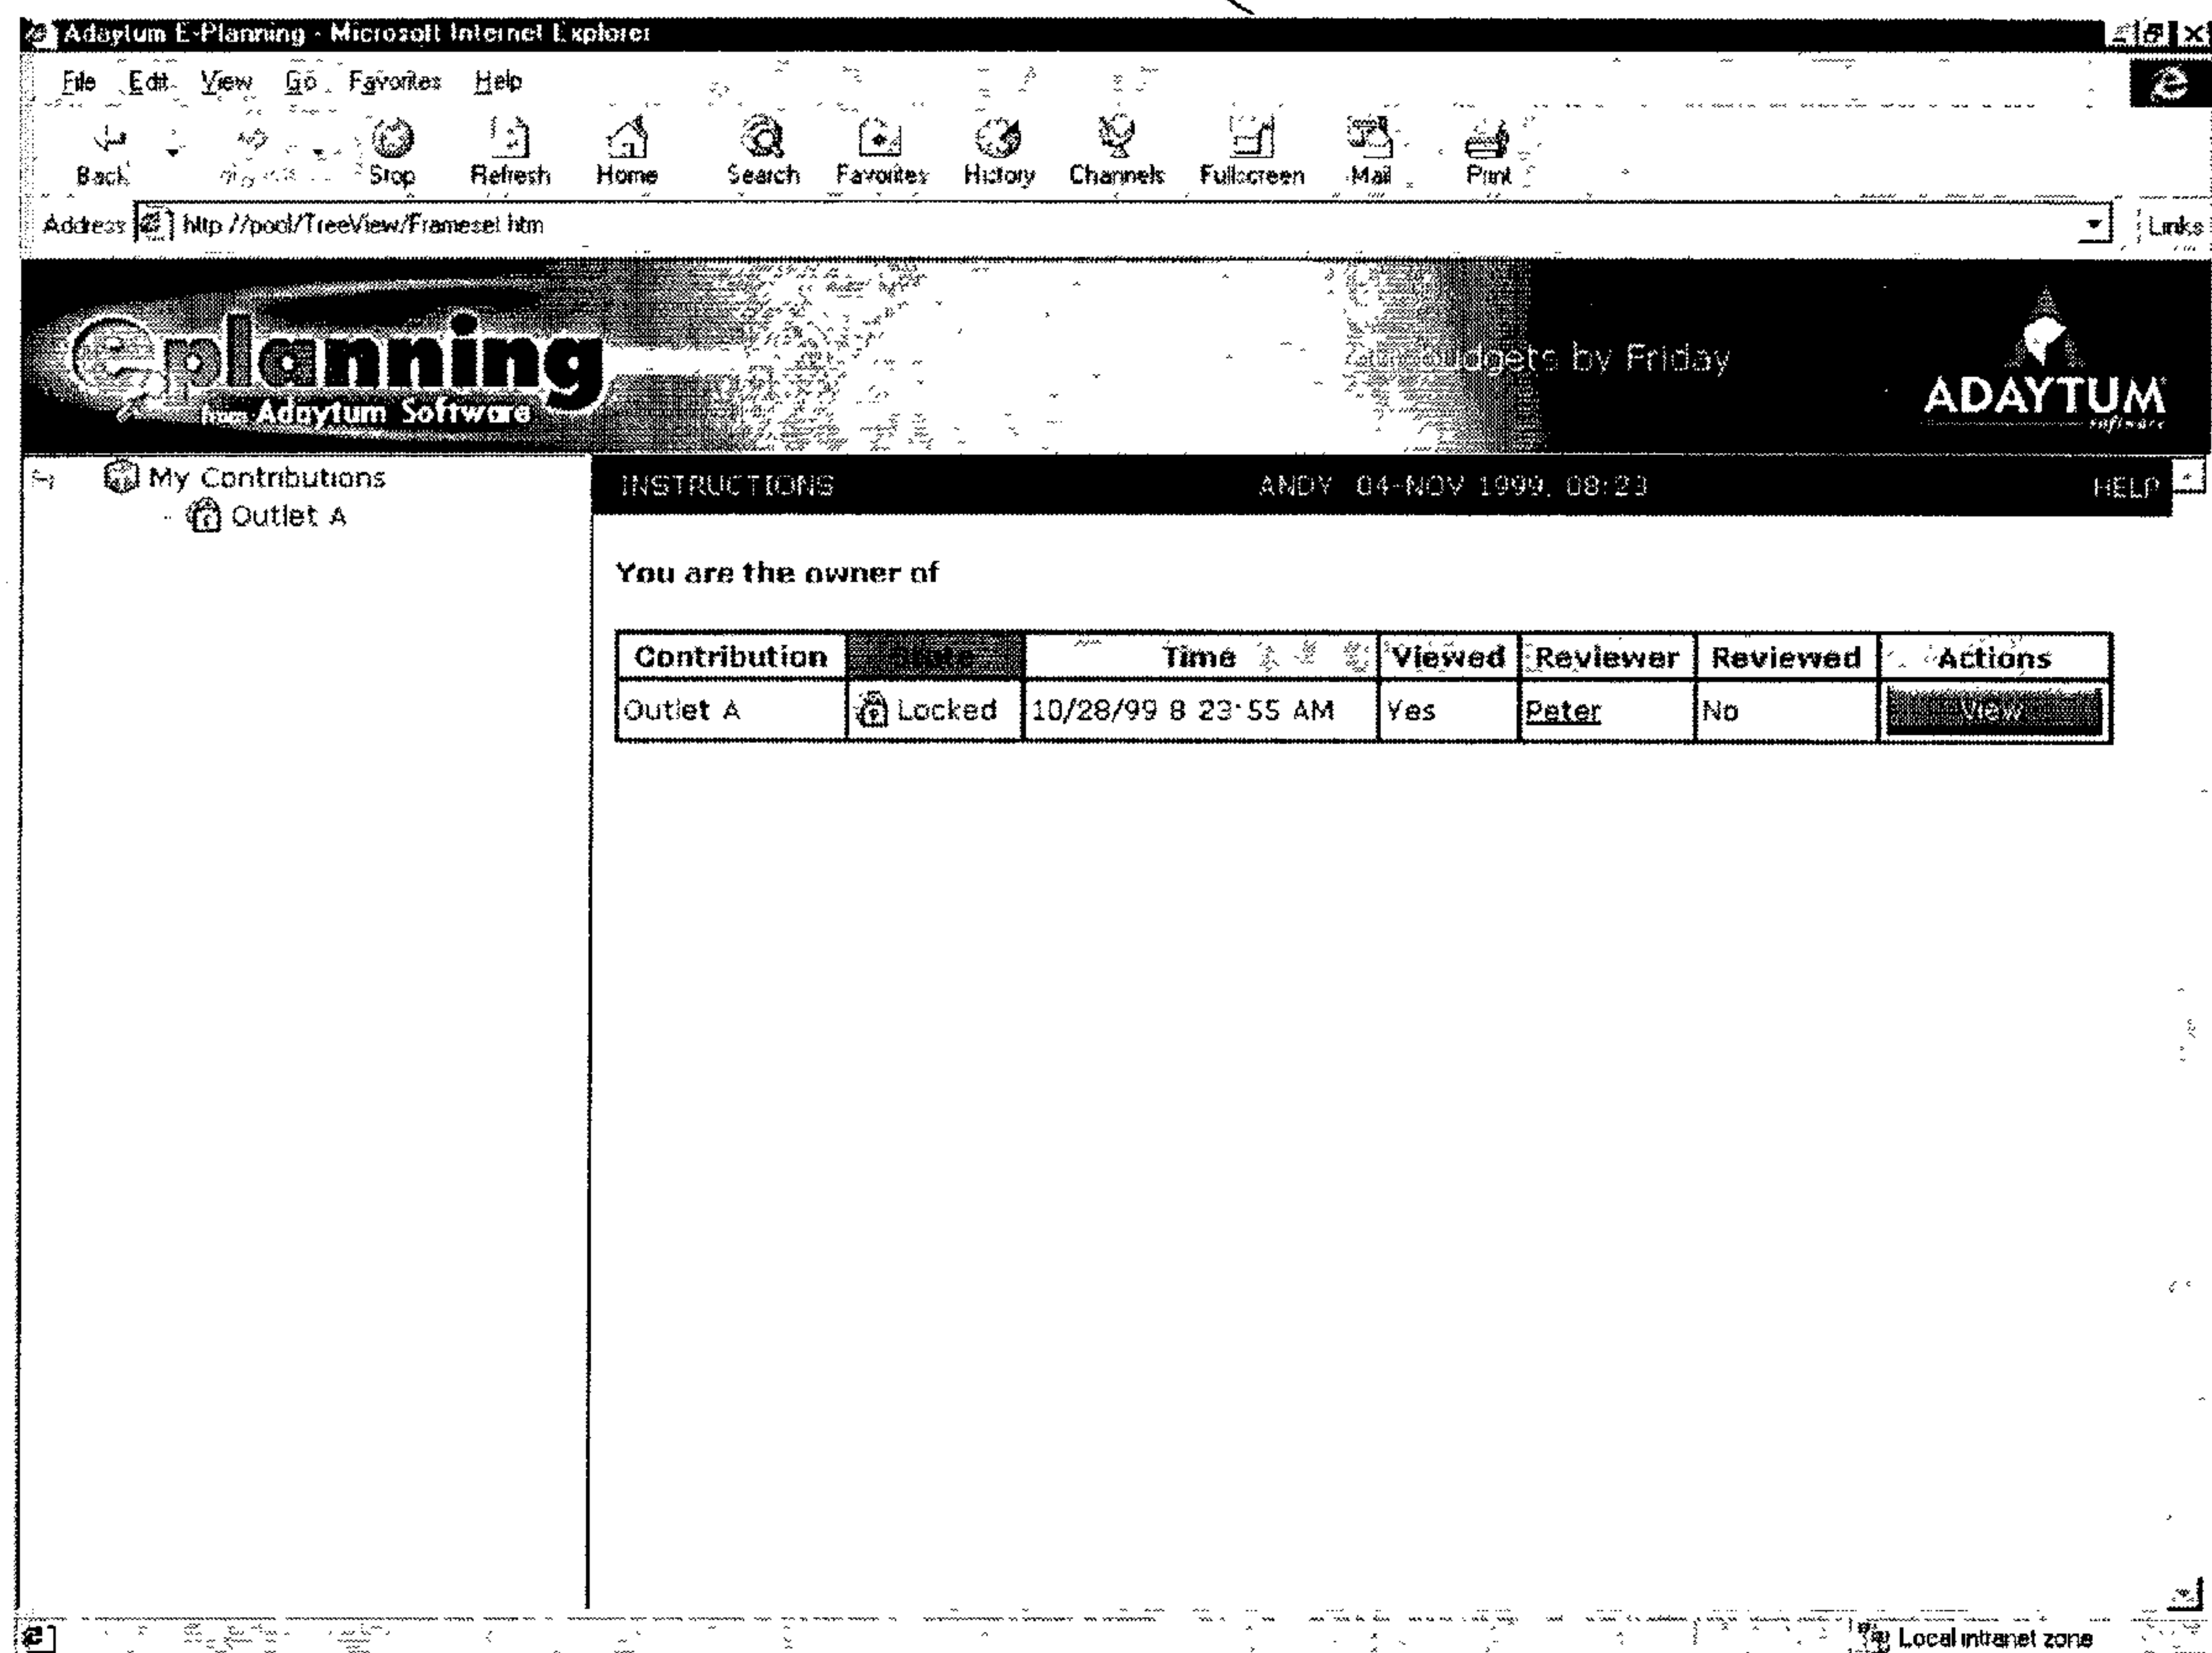 Adaytum E-Planning - Microsoft Internet Explorer
File Edit View Go Favorites Help
Back Stop Refresh Home Search Favorites History Channels Fullscreen Mail Print
Address http //pool/TreeView/Frameset htm Links
eplanning
from Adaytum Software
budgets by Friday
ADAYTUM
software
My Contributions
Outlet A
INSTRUCTIONS ANDY 04-NOV 1999, 08:23 HELP
You are the owner of
Contribution State Time Viewed Reviewer Reviewed Actions
Outlet A Locked 10/28/99 8 23:55 AM Yes Peter No View
Local intranet zone